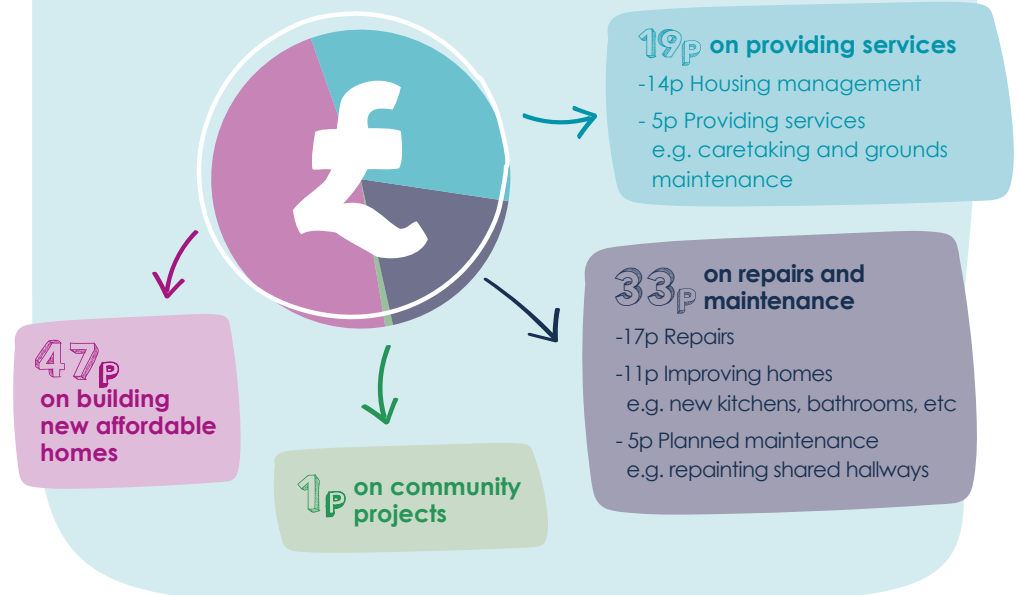 £
19p on providing services
-14p Housing management
- 5p Providing services
e.g. caretaking and grounds
maintenance
33p on repairs and
maintenance
-17p Repairs
-11p Improving homes
e.g. new kitchens, bathrooms, etc
- 5p Planned maintenance
e.g. repainting shared hallways
47p
on building
new affordable
homes
1p on community
projects